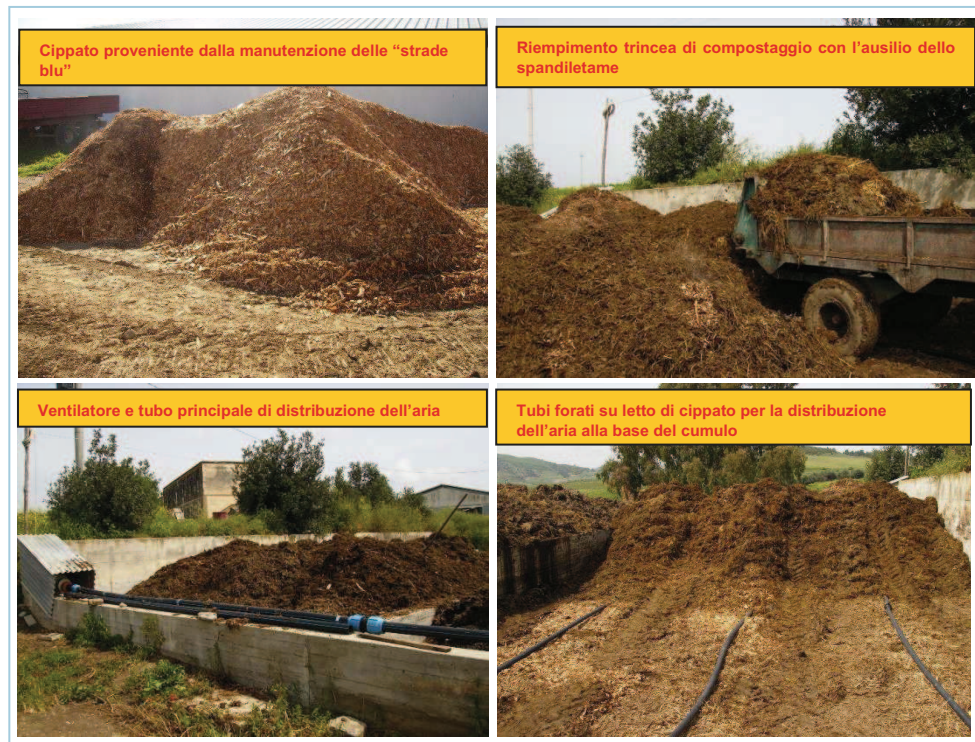 Cippato proveniente dalla manutenzione delle “strade
blu”
Riempimento trincea di compostaggio con l’ausilio dello
spandiletame
Ventilatore e tubo principale di distribuzione dell’aria
Tubi forati su letto di cippato per la distribuzione
dell’aria alla base del cumulo